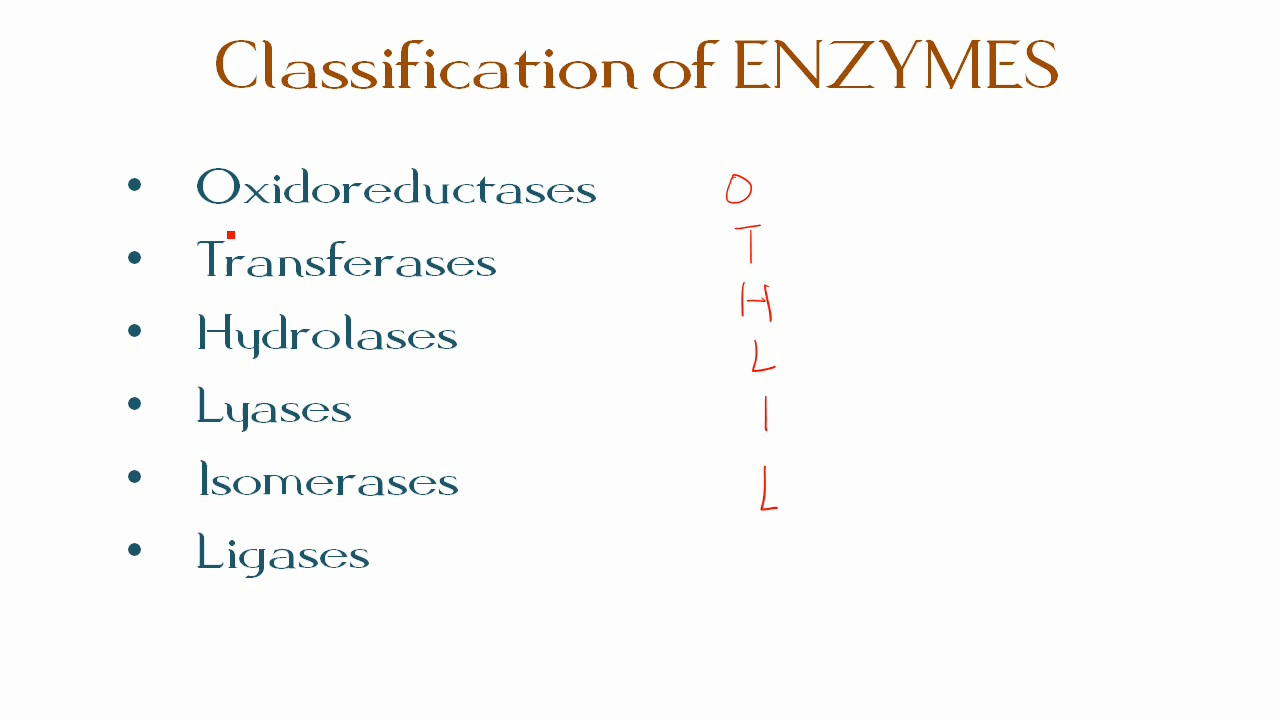 Classification of ENZYMES
• Oxidoreductases O
• Transferases T
• Hydrolases H
• Lyases L
• Isomerases I
• Ligases L